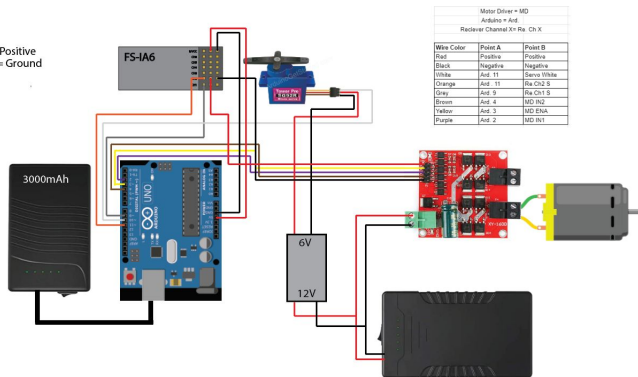 Motor Driver = MD
Arduino = Ard.
Reciever Channel X= Re. Ch X
Wire Color Point A Point B
Red Positive Positive
Black Negative Negative
White Ard. 11 Servo White
Orange Ard. 11 Re.Ch2 S
Grey Ard. 9 Re.Ch1 S
Brown Ard. 4 MD IN2
Yellow Ard. 3 MD ENA
Purple Ard. 2 MD IN1
Positive
= Ground
FS-IA6
Tower Pro
SG92R
3000mAh
UNO
ARDUINO
6V
12V